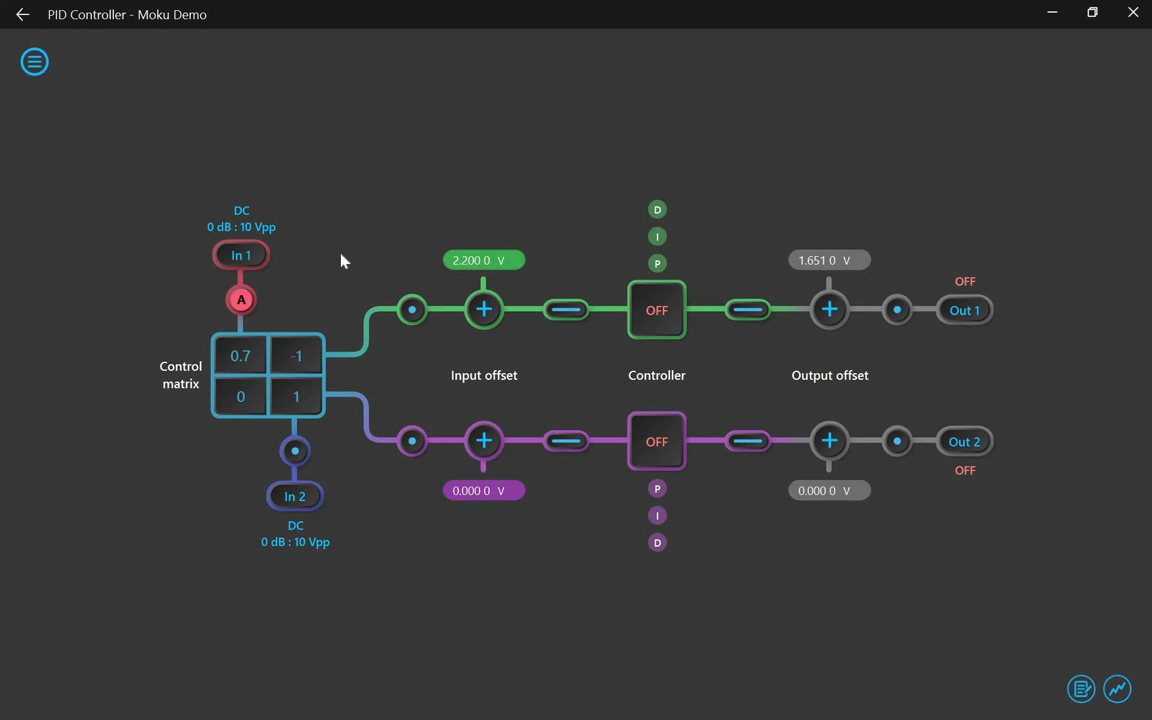 PID Controller - Moku Demo
DC
0 dB : 10 Vpp
In 1
A
Control
matrix
0.7 -1
0 1
In 2
DC
0 dB : 10 Vpp
2.200 0 V
Input offset
0.000 0 V
D
I
P
OFF
Controller
OFF
P
I
D
1.651 0 V
Output offset
0.000 0 V
OFF
Out 1
Out 2
OFF